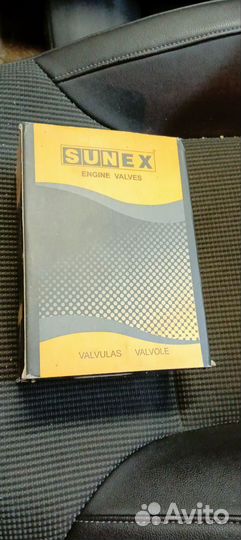 SUNEX
ENGINE VALVES
VALVULAS VALVOLE
Avito